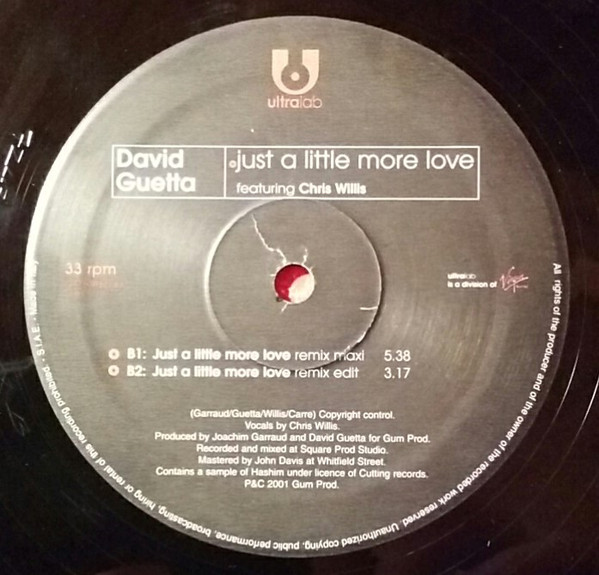 ultralab
David Guetta
just a little more love
featuring Chris Willis
33 rpm
ultralab
is a division of Virgin
B1: Just a little more love remix maxi 5.38
B2: Just a little more love remix edit 3.17
(Garraud/Guetta/Willis/Carre) Copyright control.
Vocals by Chris Willis.
Produced by Joachim Garraud and David Guetta for Gum Prod.
Recorded and mixed at Square Prod Studio.
Mastered by John Davis at Whitfield Street.
Contains a sample of Hashim under licence of Cutting records.
P&C 2001 Gum Prod.
All rights of the producer and of the owner of the recorded work reserved. Unauthorized copying, public performance, broadcasting, hiring or rental of this recording prohibited. S.I.A.E. - Made in Italy